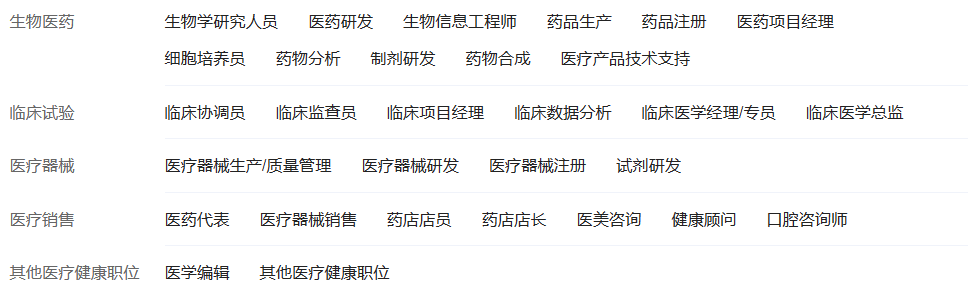 生物医药 生物学研究人员 医药研发 生物信息工程师 药品生产 药品注册 医药项目经理
细胞培养员 药物分析 制剂研发 药物合成 医疗产品技术支持
临床试验 临床协调员 临床监查员 临床项目经理 临床数据分析 临床医学经理/专员 临床医学总监
医疗器械 医疗器械生产/质量管理 医疗器械研发 医疗器械注册 试剂研发
医疗销售 医药代表 医疗器械销售 药店店员 药店店长 医美咨询 健康顾问 口腔咨询师
其他医疗健康职位 医学编辑 其他医疗健康职位